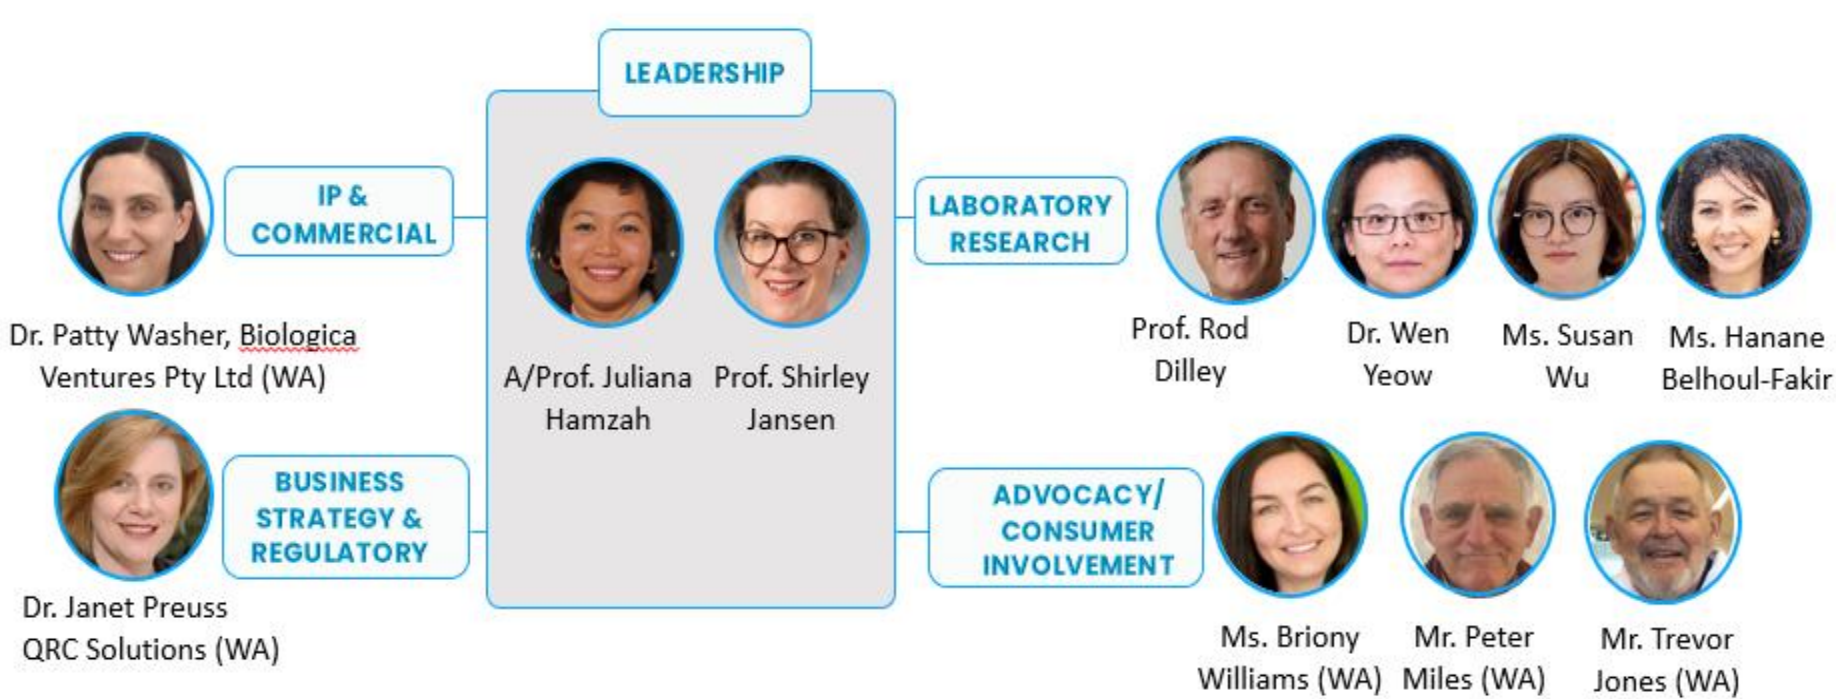 LEADERSHIP
IP &
COMMERCIAL
Dr. Patty Washer, Biologica
Ventures Pty Ltd (WA)
BUSINESS
STRATEGY &
REGULATORY
Dr. Janet Preuss
QRC Solutions (WA)
A/Prof. Juliana
Hamzah
Prof. Shirley
Jansen
LABORATORY
RESEARCH
Prof. Rod
Dilley
Dr. Wen
Yeow
Ms. Susan
Wu
Ms. Hanane
Belhoul-Fakir
ADVOCACY/
CONSUMER
INVOLVEMENT
Ms. Briony
Williams (WA)
Mr. Peter
Miles (WA)
Mr. Trevor
Jones (WA)